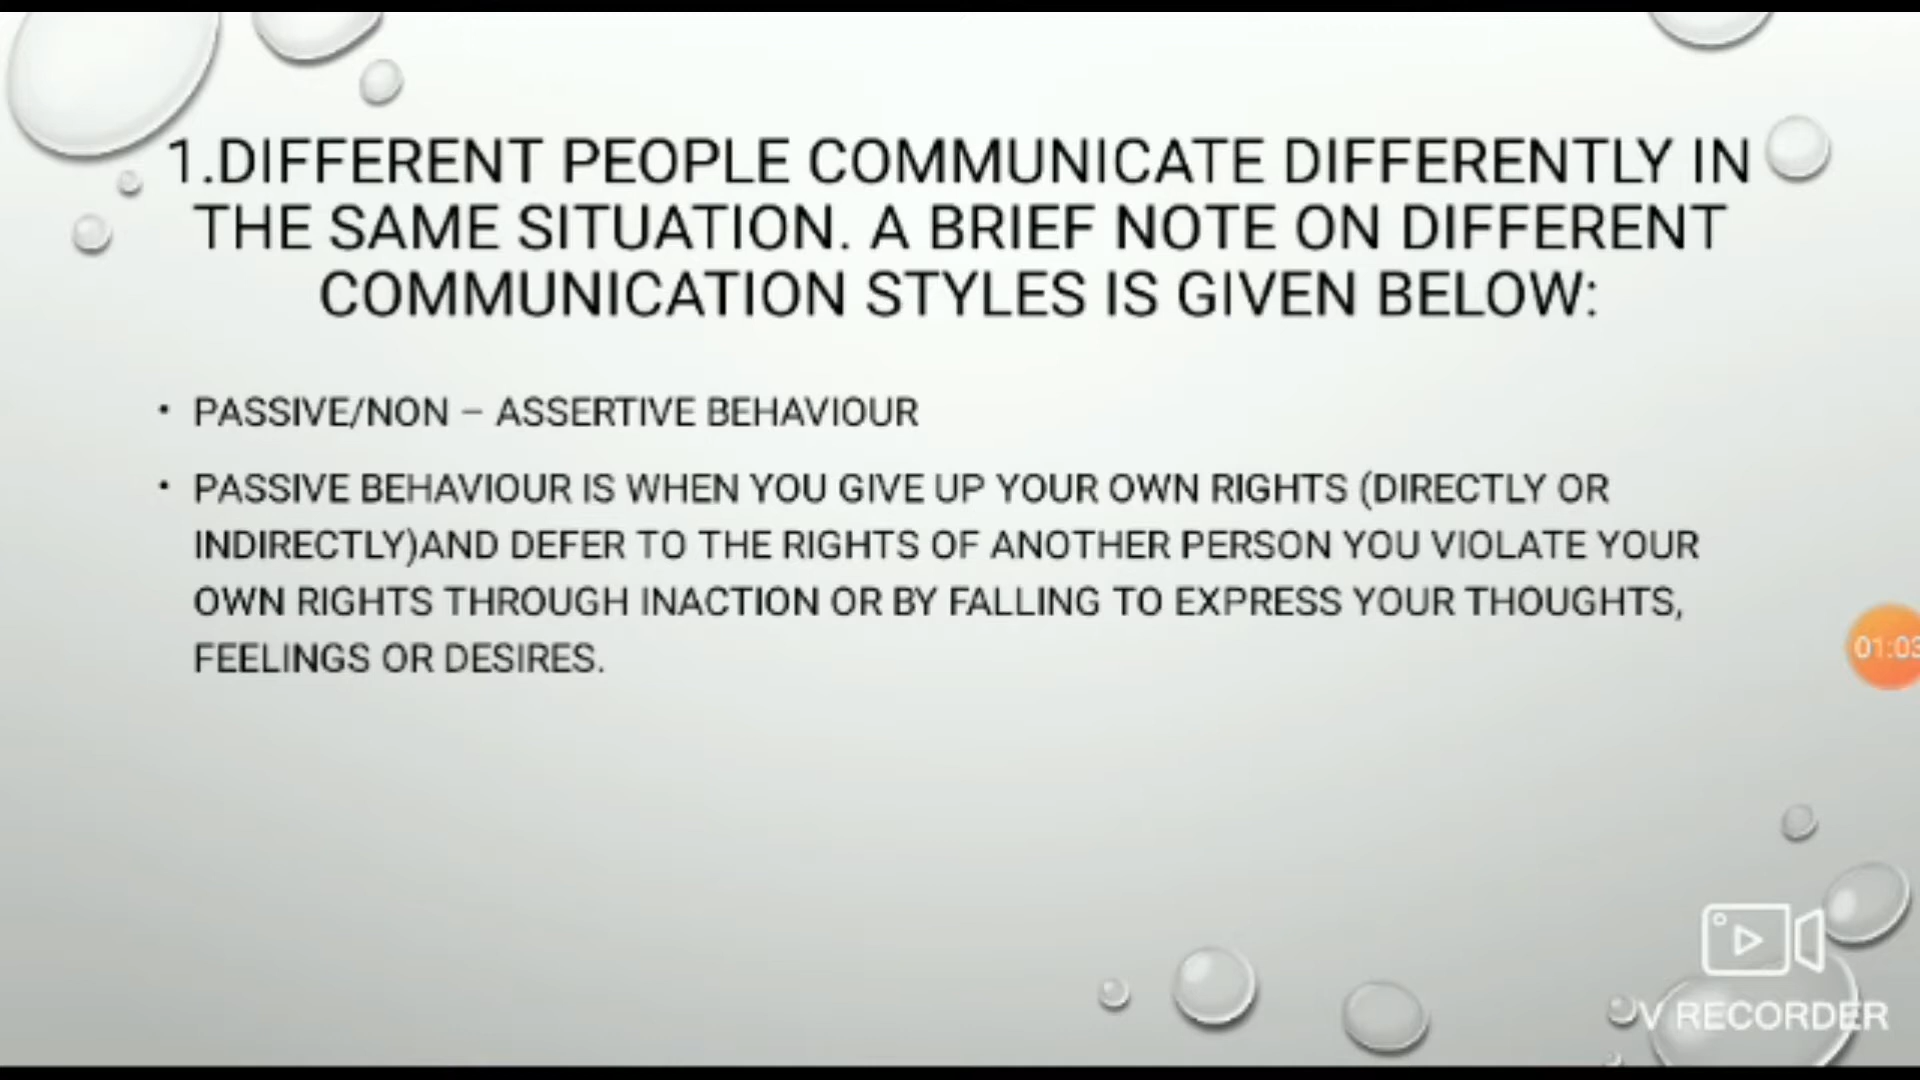 1.DIFFERENT PEOPLE COMMUNICATE DIFFERENTLY IN
THE SAME SITUATION. A BRIEF NOTE ON DIFFERENT
COMMUNICATION STYLES IS GIVEN BELOW:
• PASSIVE/NON – ASSERTIVE BEHAVIOUR
• PASSIVE BEHAVIOUR IS WHEN YOU GIVE UP YOUR OWN RIGHTS (DIRECTLY OR
INDIRECTLY)AND DEFER TO THE RIGHTS OF ANOTHER PERSON YOU VIOLATE YOUR
OWN RIGHTS THROUGH INACTION OR BY FALLING TO EXPRESS YOUR THOUGHTS,
FEELINGS OR DESIRES.
01:03
V RECORDER